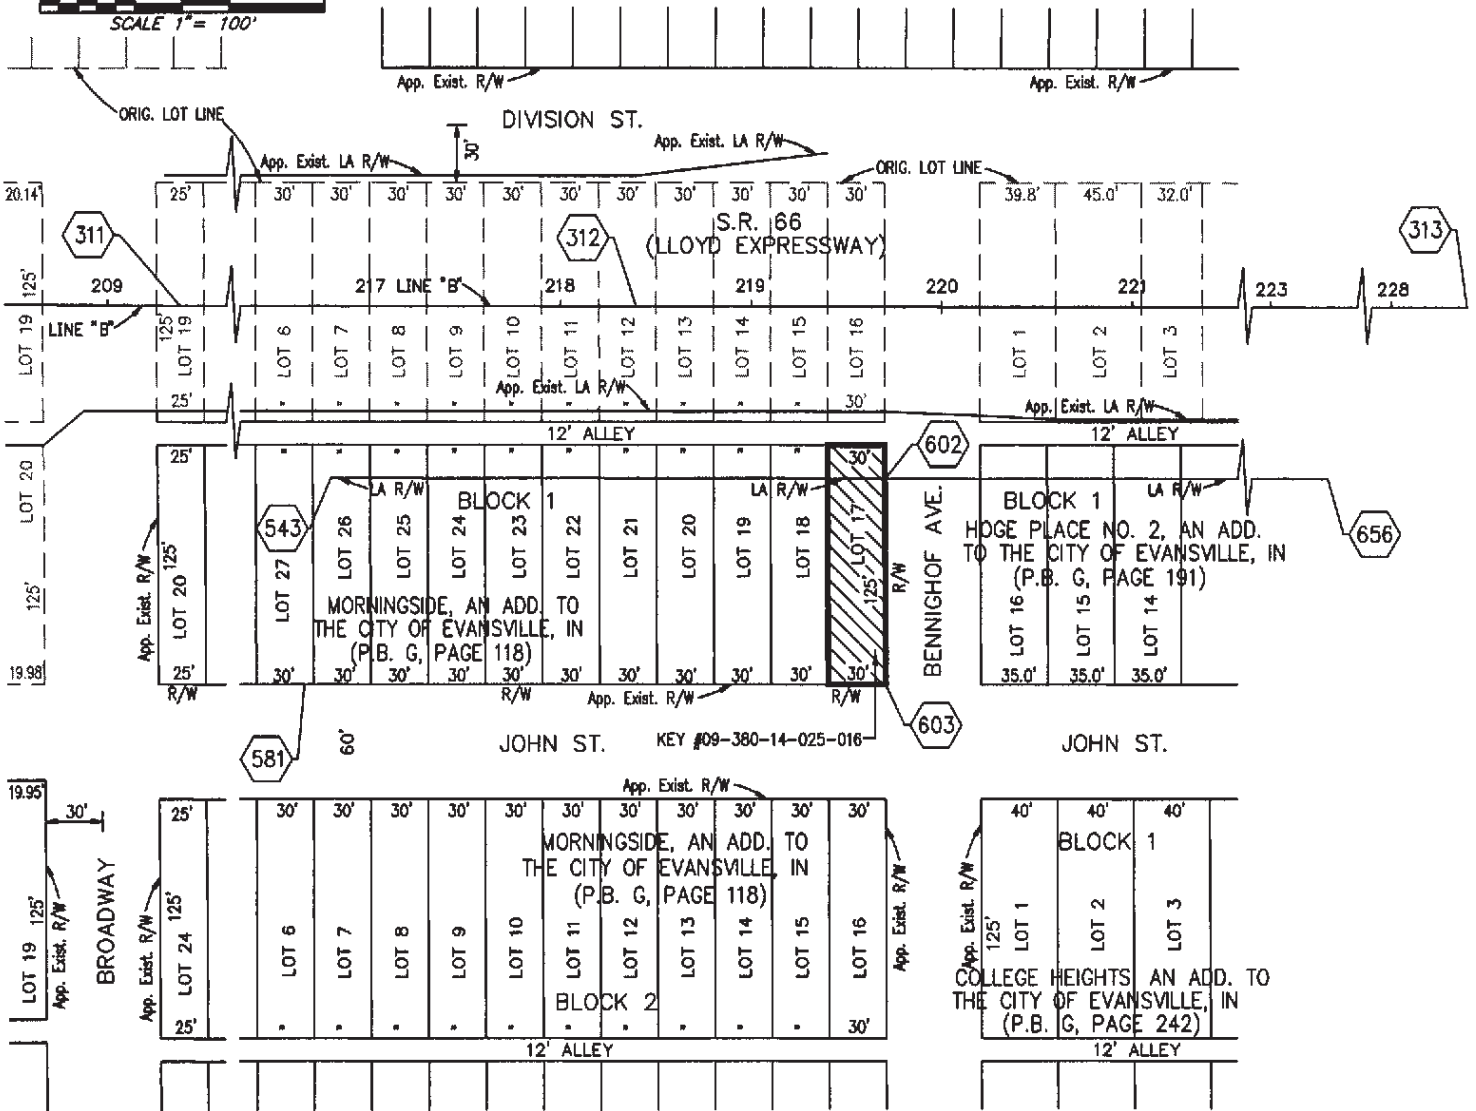 SCALE 1"= 100'
App. Exist. R/W
App. Exist. R/W
ORIG. LOT LINE
DIVISION ST.
30'
App. Exist. LA R/W
App. Exist. LA R/W
ORIG. LOT LINE
20.14'
25'
30'
30'
30'
30'
30'
30'
30'
30'
30'
30'
30'
39.8'
45.0'
32.0'
S.R. 66
(LLOYD EXPRESSWAY)
311
312
313
125'
209
217 LINE "B"
218
219
220
221
223
228
LINE "B"
LOT 19
125'
LOT 19
LOT 6
LOT 7
LOT 8
LOT 9
LOT 10
LOT 11
LOT 12
LOT 13
LOT 14
LOT 15
LOT 16
LOT 1
LOT 2
LOT 3
App. Exist. LA R/W
25'
" " " " " " " " " "
30'
App. Exist. LA R/W
12' ALLEY
12' ALLEY
25'
" " " " " " " " "
30'
602
LOT 20
LA R/W
BLOCK 1
LA R/W
BLOCK 1
LA R/W
543
656
HOGE PLACE NO. 2, AN ADD.
TO THE CITY OF EVANSVILLE, IN
(P.B. G, PAGE 191)
125'
App. Exist. R/W
LOT 20
125'
LOT 27
LOT 26
LOT 25
LOT 24
LOT 23
LOT 22
LOT 21
LOT 20
LOT 19
LOT 18
LOT 17
125'
R/W
BENNIGHOF AVE.
LOT 16
LOT 15
LOT 14
MORNINGSIDE, AN ADD. TO
THE CITY OF EVANSVILLE, IN
(P.B. G, PAGE 118)
19.98'
25'
30'
30'
30'
30'
30'
30'
30'
30'
30'
30'
30'
35.0'
35.0'
35.0'
R/W
R/W
App. Exist. R/W
R/W
581
60'
JOHN ST.
KEY #09-380-14-025-016
603
JOHN ST.
App. Exist. R/W
19.95'
30'
25'
30'
30'
30'
30'
30'
30'
30'
30'
30'
30'
30'
40'
40'
40'
MORNINGSIDE, AN ADD. TO
THE CITY OF EVANSVILLE, IN
(P.B. G, PAGE 118)
BLOCK 1
LOT 19
125'
App. Exist. R/W
BROADWAY
App. Exist. R/W
125'
LOT 24
LOT 6
LOT 7
LOT 8
LOT 9
LOT 10
LOT 11
LOT 12
LOT 13
LOT 14
LOT 15
LOT 16
App. Exist. R/W
App. Exist. R/W
125'
LOT 1
LOT 2
LOT 3
COLLEGE HEIGHTS AN ADD. TO
THE CITY OF EVANSVILLE, IN
(P.B. G, PAGE 242)
BLOCK 2
25'
" " " " " " " " " "
30'
12' ALLEY
12' ALLEY